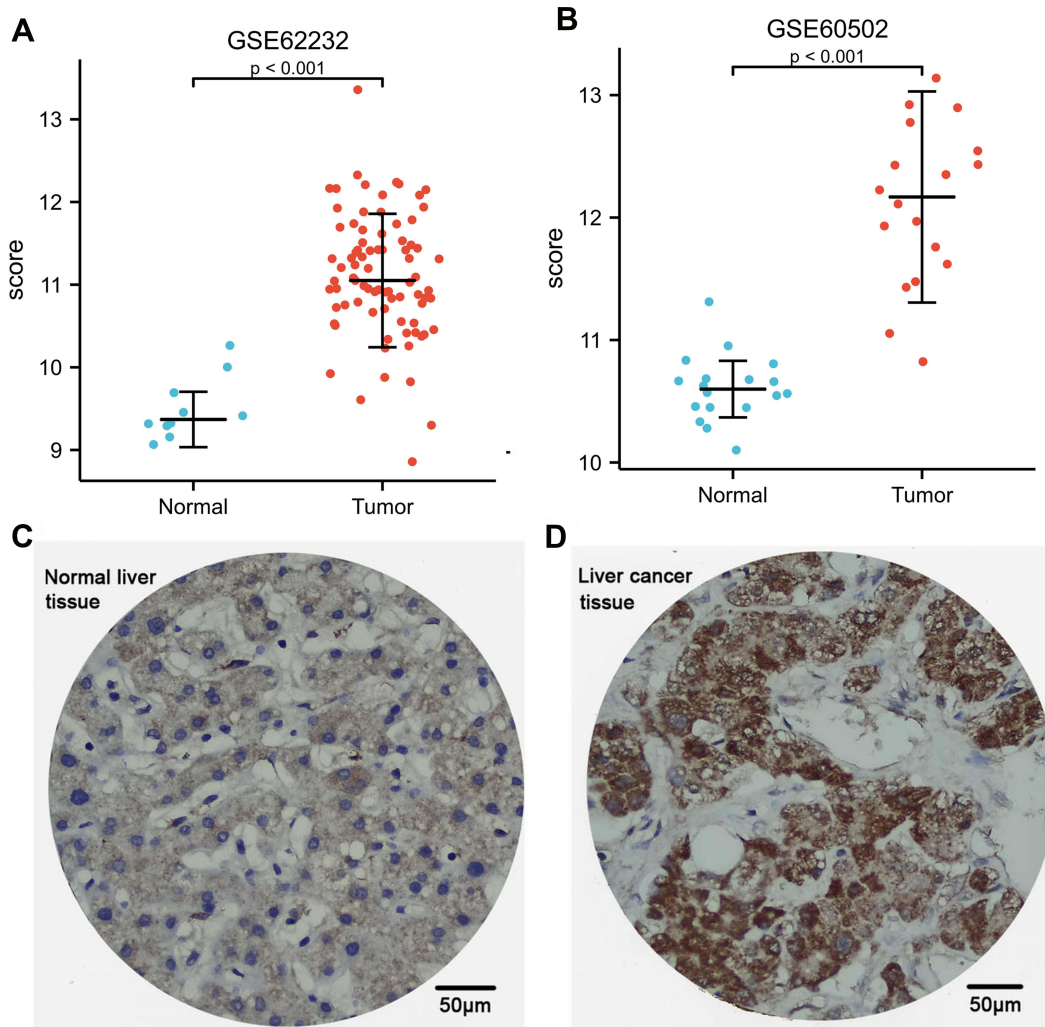 A
GSE62232
p < 0.001
score
13
12
11
10
9
Normal
Tumor
B
GSE60502
p < 0.001
score
13
12
11
10
Normal
Tumor
C
Normal liver
tissue
50μm
D
Liver cancer
tissue
50μm